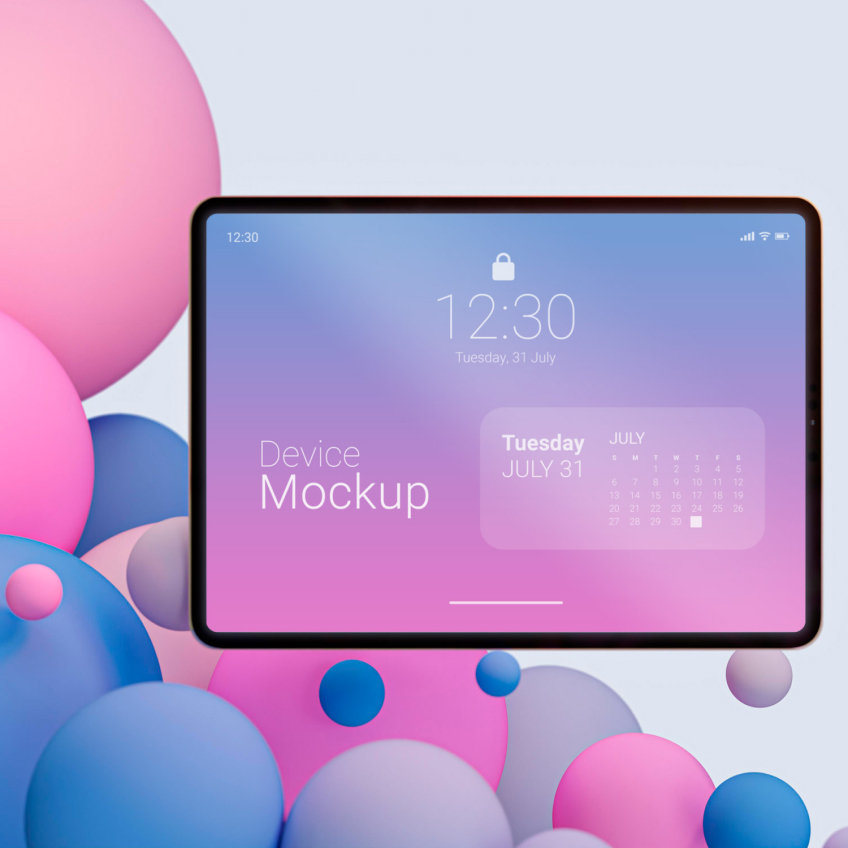 12:30
12:30
Tuesday, 31 July
Device
Mockup
Tuesday
JULY 31
JULY
S M T W T F S
1 2 3 4 5
6 7 8 9 10 11 12
13 14 15 16 17 18 19
20 21 22 23 24 25 26
27 28 29 30